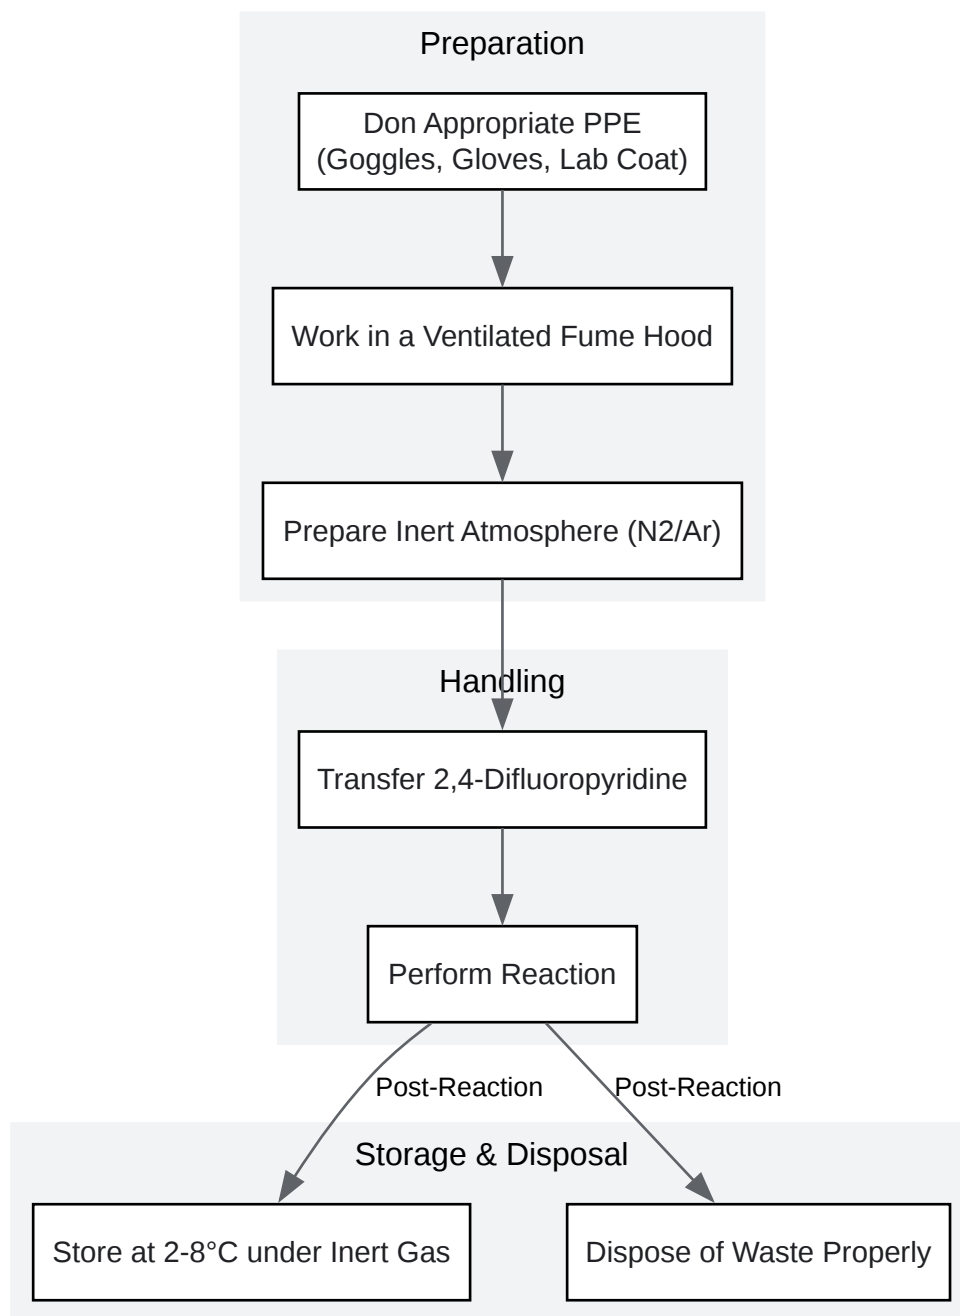 Preparation
Don Appropriate PPE
(Goggles, Gloves, Lab Coat)
Work in a Ventilated Fume Hood
Prepare Inert Atmosphere (N2/Ar)
Handling
Transfer 2,4-Difluoropyridine
Perform Reaction
Post-Reaction
Post-Reaction
Storage & Disposal
Store at 2-8°C under Inert Gas
Dispose of Waste Properly